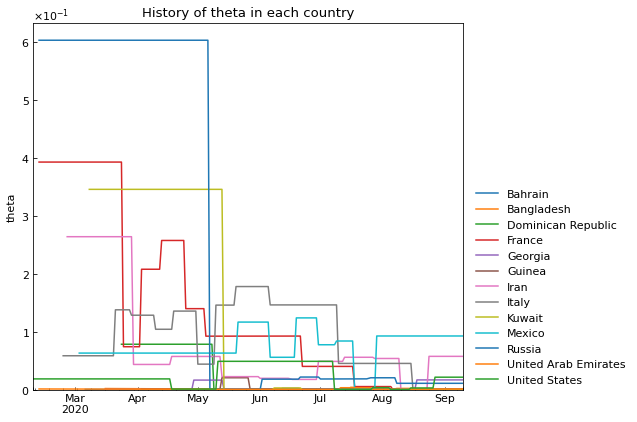 History of theta in each country
×10⁻¹
6
5
4
3
2
1
0
theta
Mar
2020
Apr
May
Jun
Jul
Aug
Sep
Bahrain
Bangladesh
Dominican Republic
France
Georgia
Guinea
Iran
Italy
Kuwait
Mexico
Russia
United Arab Emirates
United States